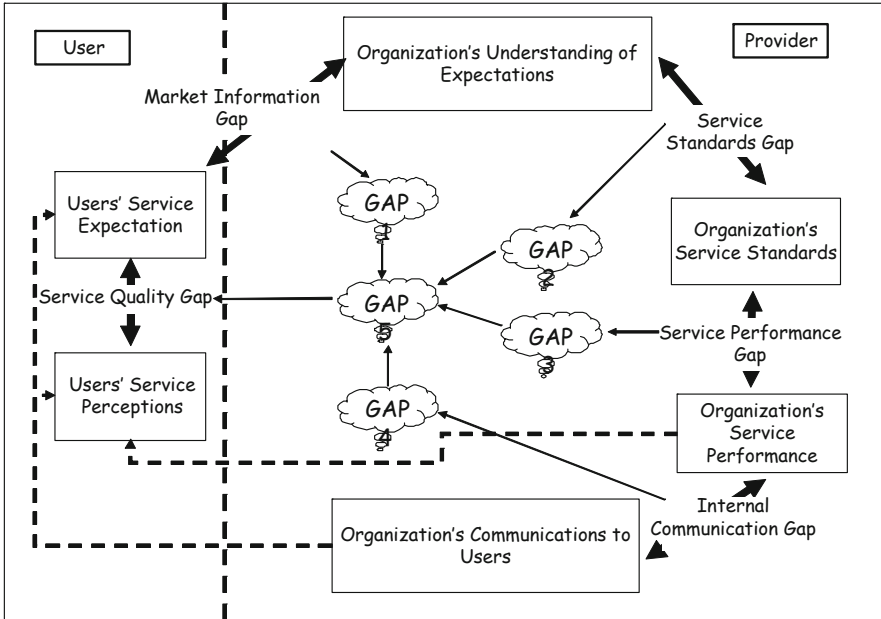 User
Organization's Understanding of
Expectations
Provider
Market Information
Gap
Service
Standards Gap
Users' Service
Expectation
GAP
1
GAP
2
Organization's
Service Standards
Service Quality Gap
GAP
5
GAP
3
Service Performance
Gap
Users' Service
Perceptions
GAP
4
Organization's
Service
Performance
Internal
Communication Gap
Organization's Communications to
Users